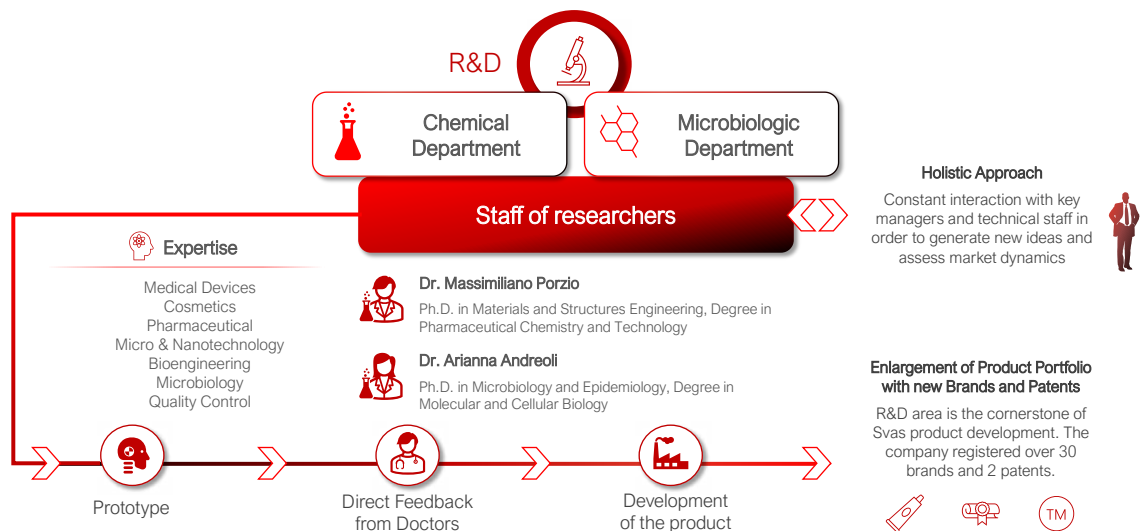 R&D
Chemical
Department
Microbiologic
Department
Staff of researchers
Holistic Approach
Constant interaction with key
managers and technical staff in
order to generate new ideas and
assess market dynamics
Expertise
Medical Devices
Cosmetics
Pharmaceutical
Micro & Nanotechnology
Bioengineering
Microbiology
Quality Control
Dr. Massimiliano Porzio
Ph.D. in Materials and Structures Engineering, Degree in
Pharmaceutical Chemistry and Technology
Dr. Arianna Andreoli
Ph.D. in Microbiology and Epidemiology, Degree in
Molecular and Cellular Biology
Enlargement of Product Portfolio
with new Brands and Patents
R&D area is the cornerstone of
Svas product development. The
company registered over 30
brands and 2 patents.
TM
Prototype
Direct Feedback
from Doctors
Development
of the product